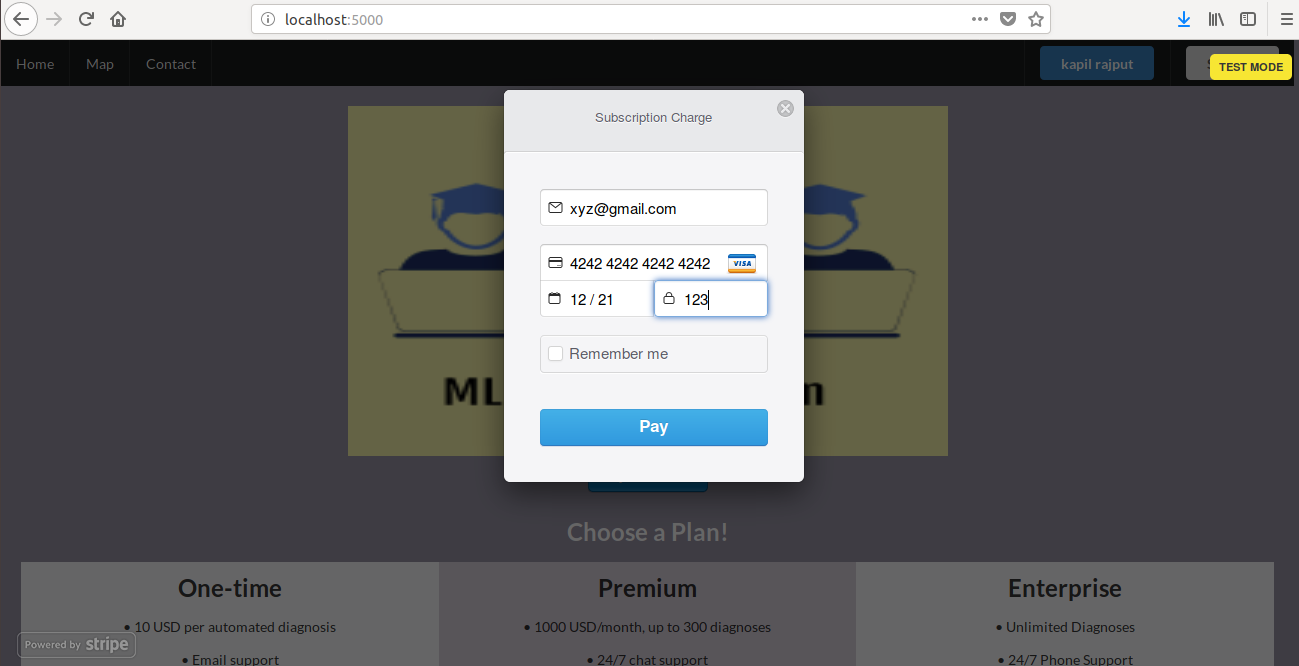 localhost:5000
Home Map Contact kapil rajput
TEST MODE
Subscription Charge
xyz@gmail.com
4242 4242 4242 4242 VISA
12 / 21 123
Remember me
Pay
ML
Choose a Plan!
One-time Premium Enterprise
• 10 USD per automated diagnosis • 1000 USD/month, up to 300 diagnoses • Unlimited Diagnoses
Powered by stripe
• Email support • 24/7 chat support • 24/7 Phone Support